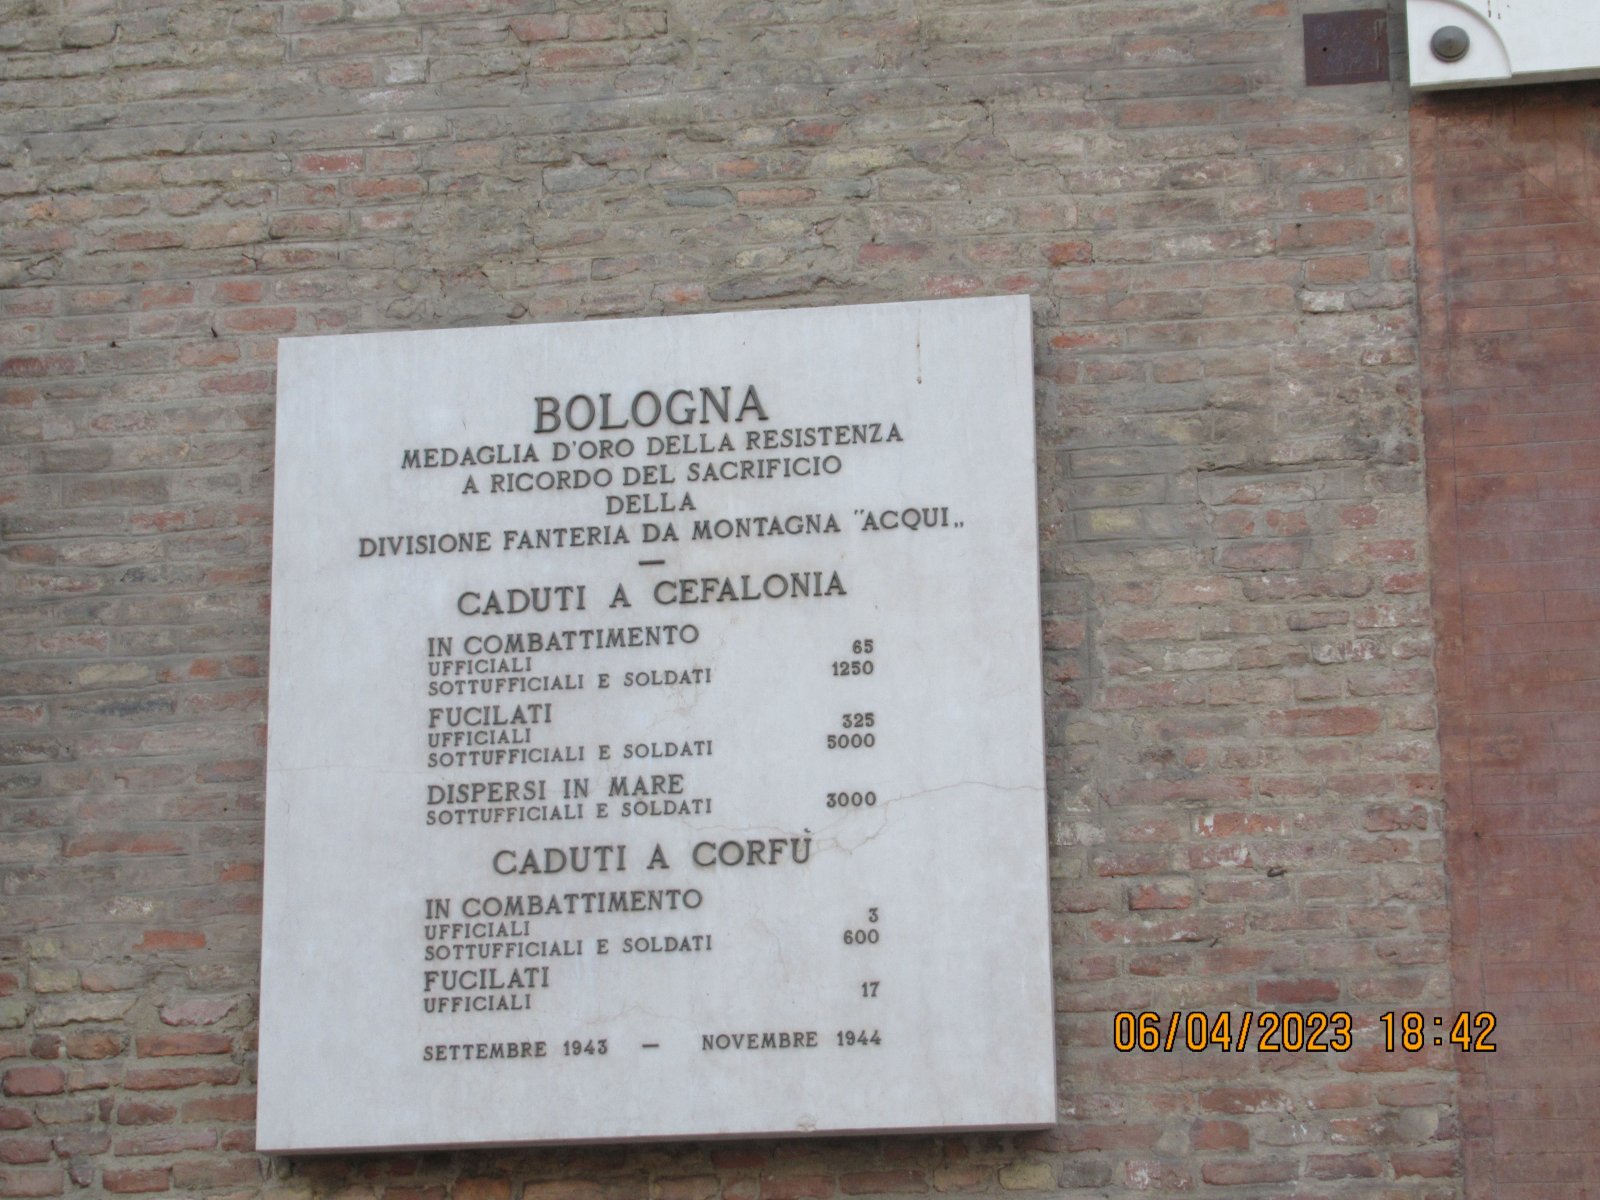 BOLOGNA
MEDAGLIA D'ORO DELLA RESISTENZA
A RICORDO DEL SACRIFICIO
DELLA
DIVISIONE FANTERIA DA MONTAGNA "ACQUI„
—
CADUTI A CEFALONIA
IN COMBATTIMENTO
UFFICIALI 65
SOTTUFFICIALI E SOLDATI 1250
FUCILATI
UFFICIALI 325
SOTTUFFICIALI E SOLDATI 5000
DISPERSI IN MARE
SOTTUFFICIALI E SOLDATI 3000
CADUTI A CORFÙ
IN COMBATTIMENTO
UFFICIALI 3
SOTTUFFICIALI E SOLDATI 600
FUCILATI
UFFICIALI 17
SETTEMBRE 1943 — NOVEMBRE 1944
06/04/2023 18:42